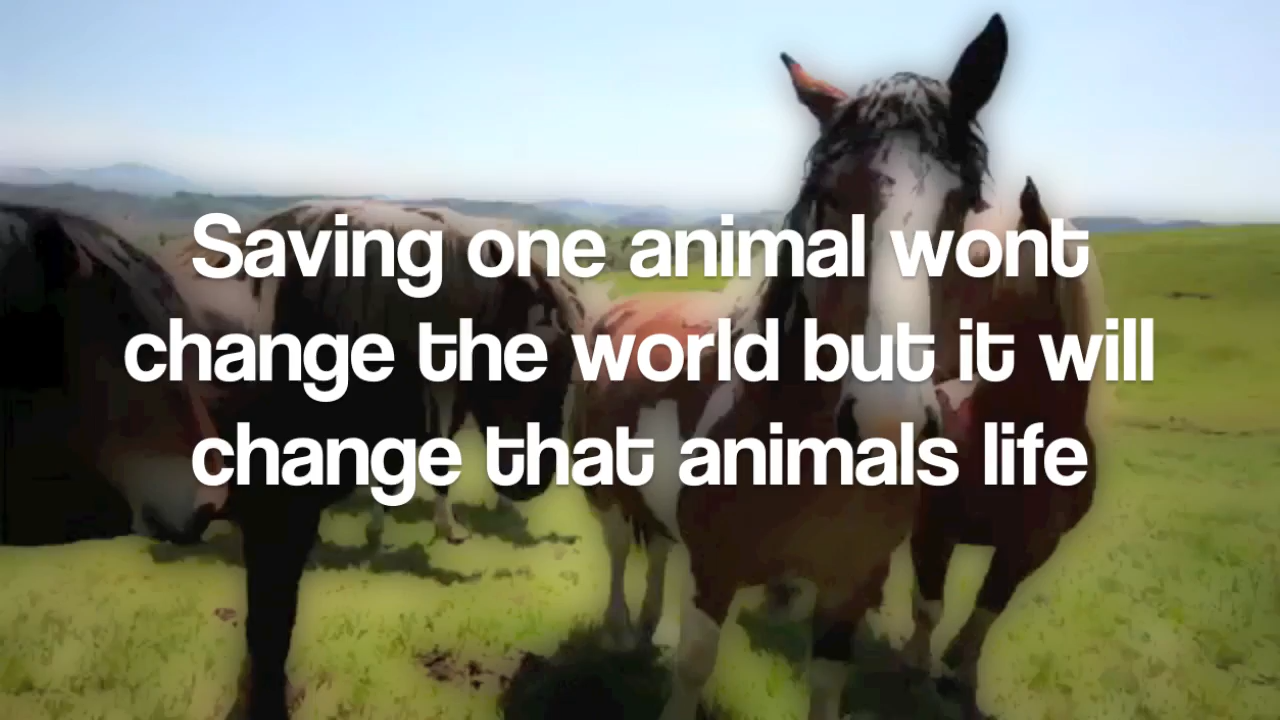 Saving one animal wont
change the world but it will
change that animals life